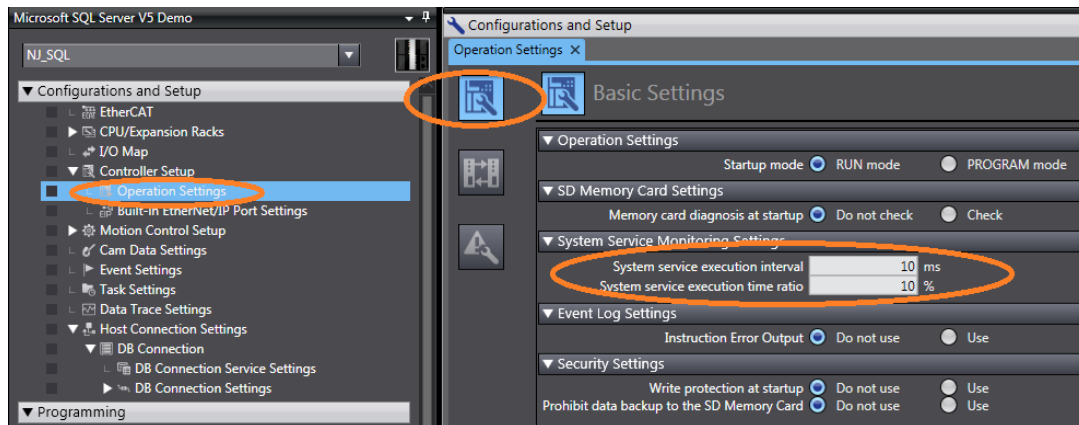 Microsoft SQL Server V5 Demo
NJ_SQL
Configurations and Setup
EtherCAT
CPU/Expansion Racks
I/O Map
Controller Setup
Operation Settings
Built-in EtherNet/IP Port Settings
Motion Control Setup
Cam Data Settings
Event Settings
Task Settings
Data Trace Settings
Host Connection Settings
DB Connection
DB Connection Service Settings
DB Connection Settings
Programming
Configurations and Setup
Operation Settings
Basic Settings
Operation Settings
Startup mode RUN mode PROGRAM mode
SD Memory Card Settings
Memory card diagnosis at startup Do not check Check
System Service Monitoring Settings
System service execution interval 10 ms
System service execution time ratio 10 %
Event Log Settings
Instruction Error Output Do not use Use
Security Settings
Write protection at startup Do not use Use
Prohibit data backup to the SD Memory Card Do not use Use